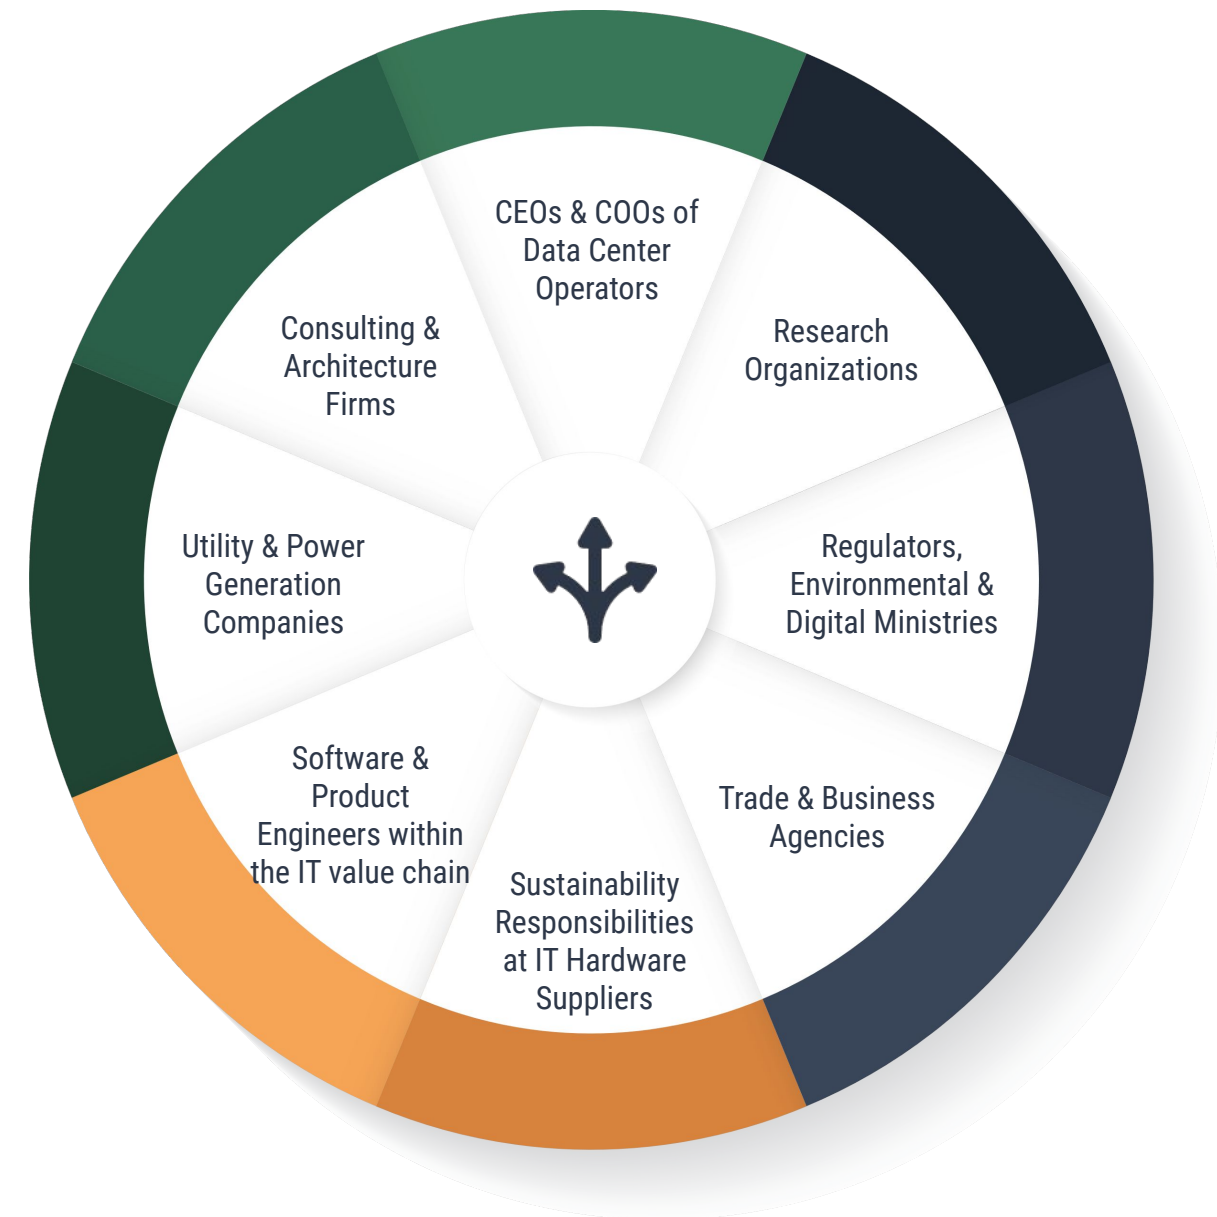 CEOs & COOs of
Data Center
Operators
Research
Organizations
Regulators,
Environmental &
Digital Ministries
Trade & Business
Agencies
Sustainability
Responsibilities
at IT Hardware
Suppliers
Software &
Product
Engineers within
the IT value chain
Utility & Power
Generation
Companies
Consulting &
Architecture
Firms